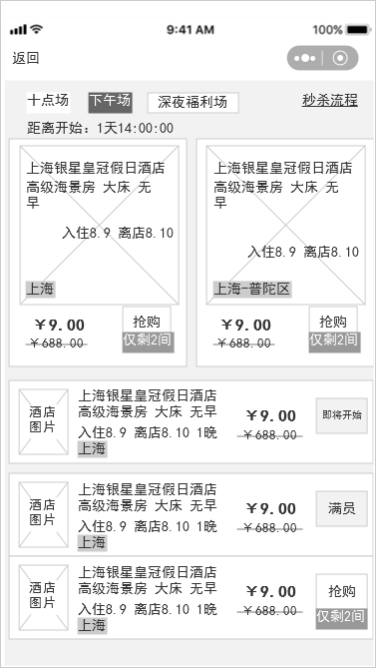 9:41 AM
100%
返回
十点场 下午场 深夜福利场 秒杀流程
距离开始: 1天14:00:00
上海银星皇冠假日酒店
高级海景房 大床 无
早
入住8.9 离店8.10
上海
￥9.00
￥688.00
抢购
仅剩2间
上海银星皇冠假日酒店
高级海景房 大床 无
早
入住8.9 离店8.10
上海-普陀区
￥9.00
￥688.00
抢购
仅剩2间
酒店
图片
上海银星皇冠假日酒店
高级海景房 大床 无早
入住8.9 离店8.10 1晚
上海
￥9.00
￥688.00
即将开始
酒店
图片
上海银星皇冠假日酒店
高级海景房 大床 无早
入住8.9 离店8.10 1晚
上海
￥9.00
￥688.00
满员
酒店
图片
上海银星皇冠假日酒店
高级海景房 大床 无早
入住8.9 离店8.10 1晚
上海
￥9.00
￥688.00
抢购
仅剩2间